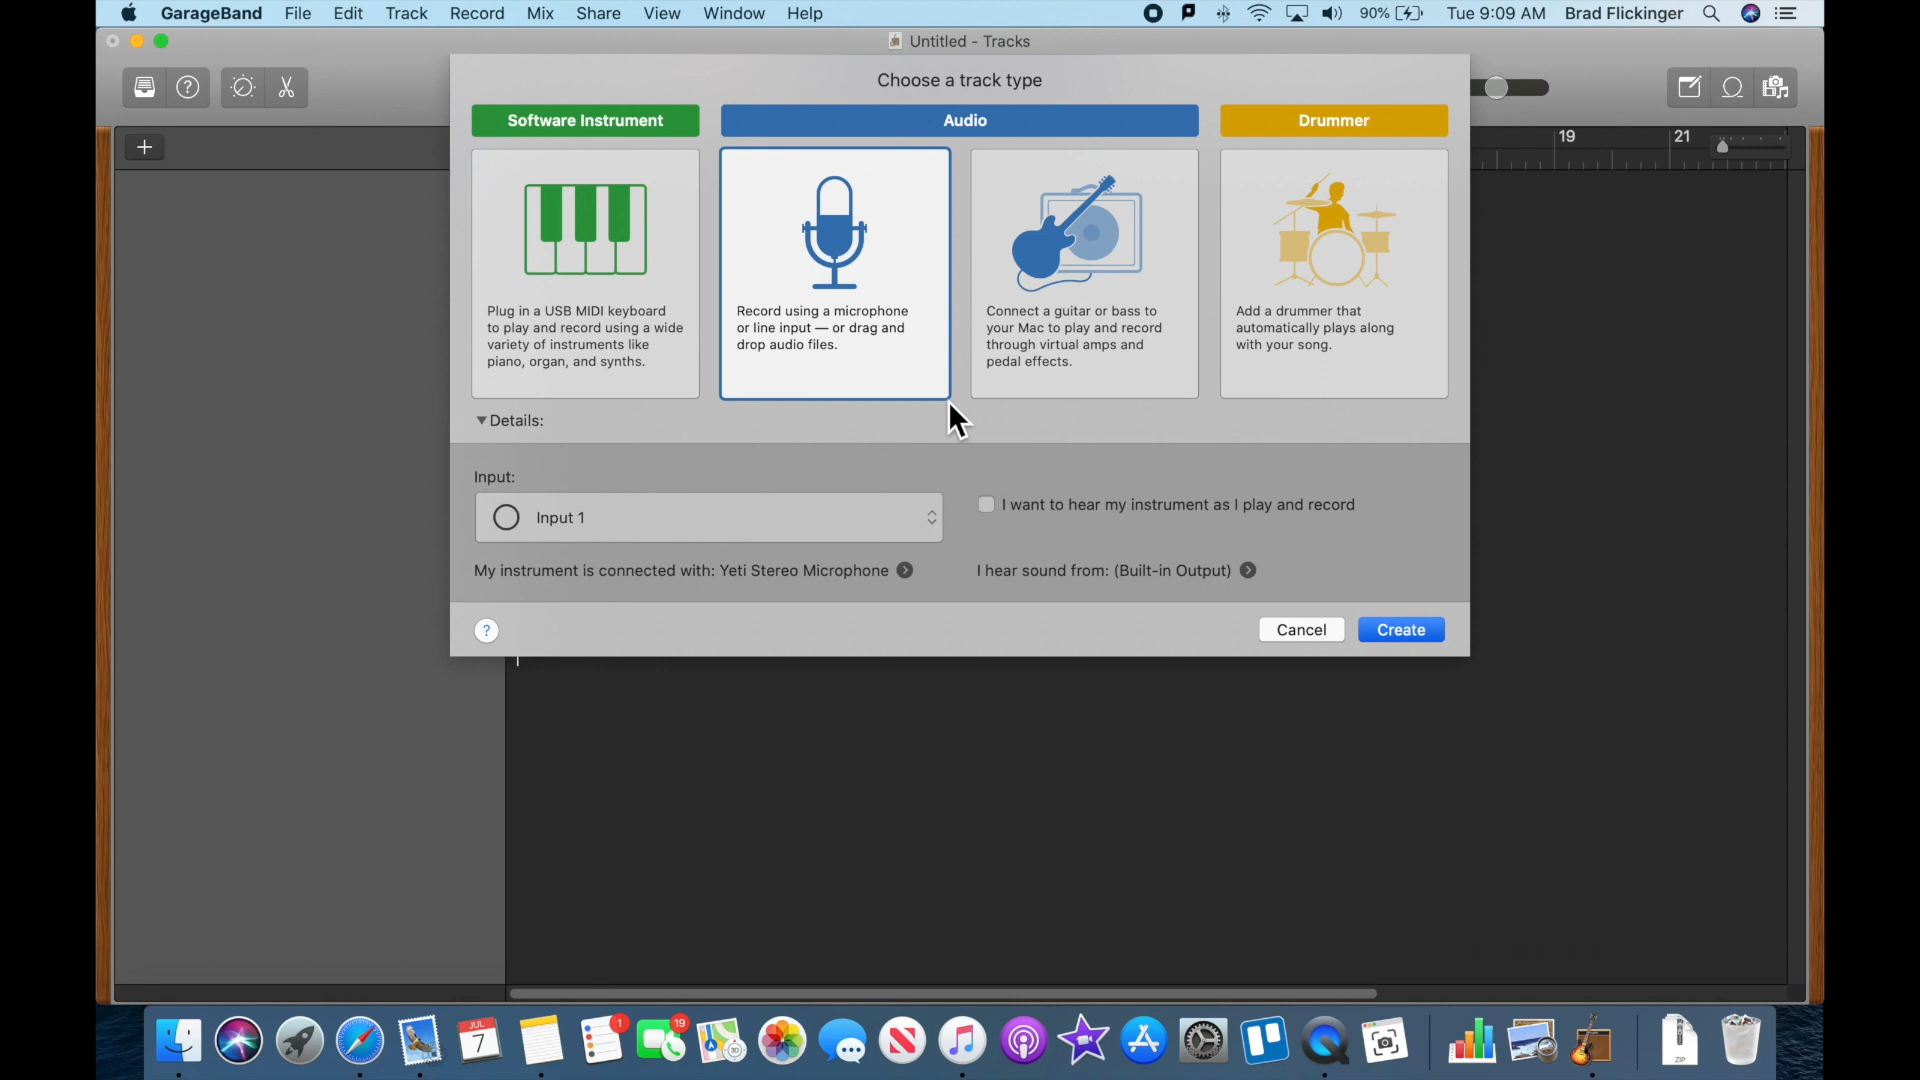 GarageBand File Edit Track Record Mix Share View Window Help 90% Tue 9:09 AM Brad Flickinger
Untitled - Tracks
Choose a track type
Software Instrument
Audio
Drummer
19
21
Plug in a USB MIDI keyboard
to play and record using a wide
variety of instruments like
piano, organ, and synths.
Record using a microphone
or line input — or drag and
drop audio files.
Connect a guitar or bass to
your Mac to play and record
through virtual amps and
pedal effects.
Add a drummer that
automatically plays along
with your song.
Details:
Input:
Input 1
I want to hear my instrument as I play and record
My instrument is connected with: Yeti Stereo Microphone
I hear sound from: (Built-in Output)
?
Cancel
Create
JUL
7
1
19
3D
ZIP